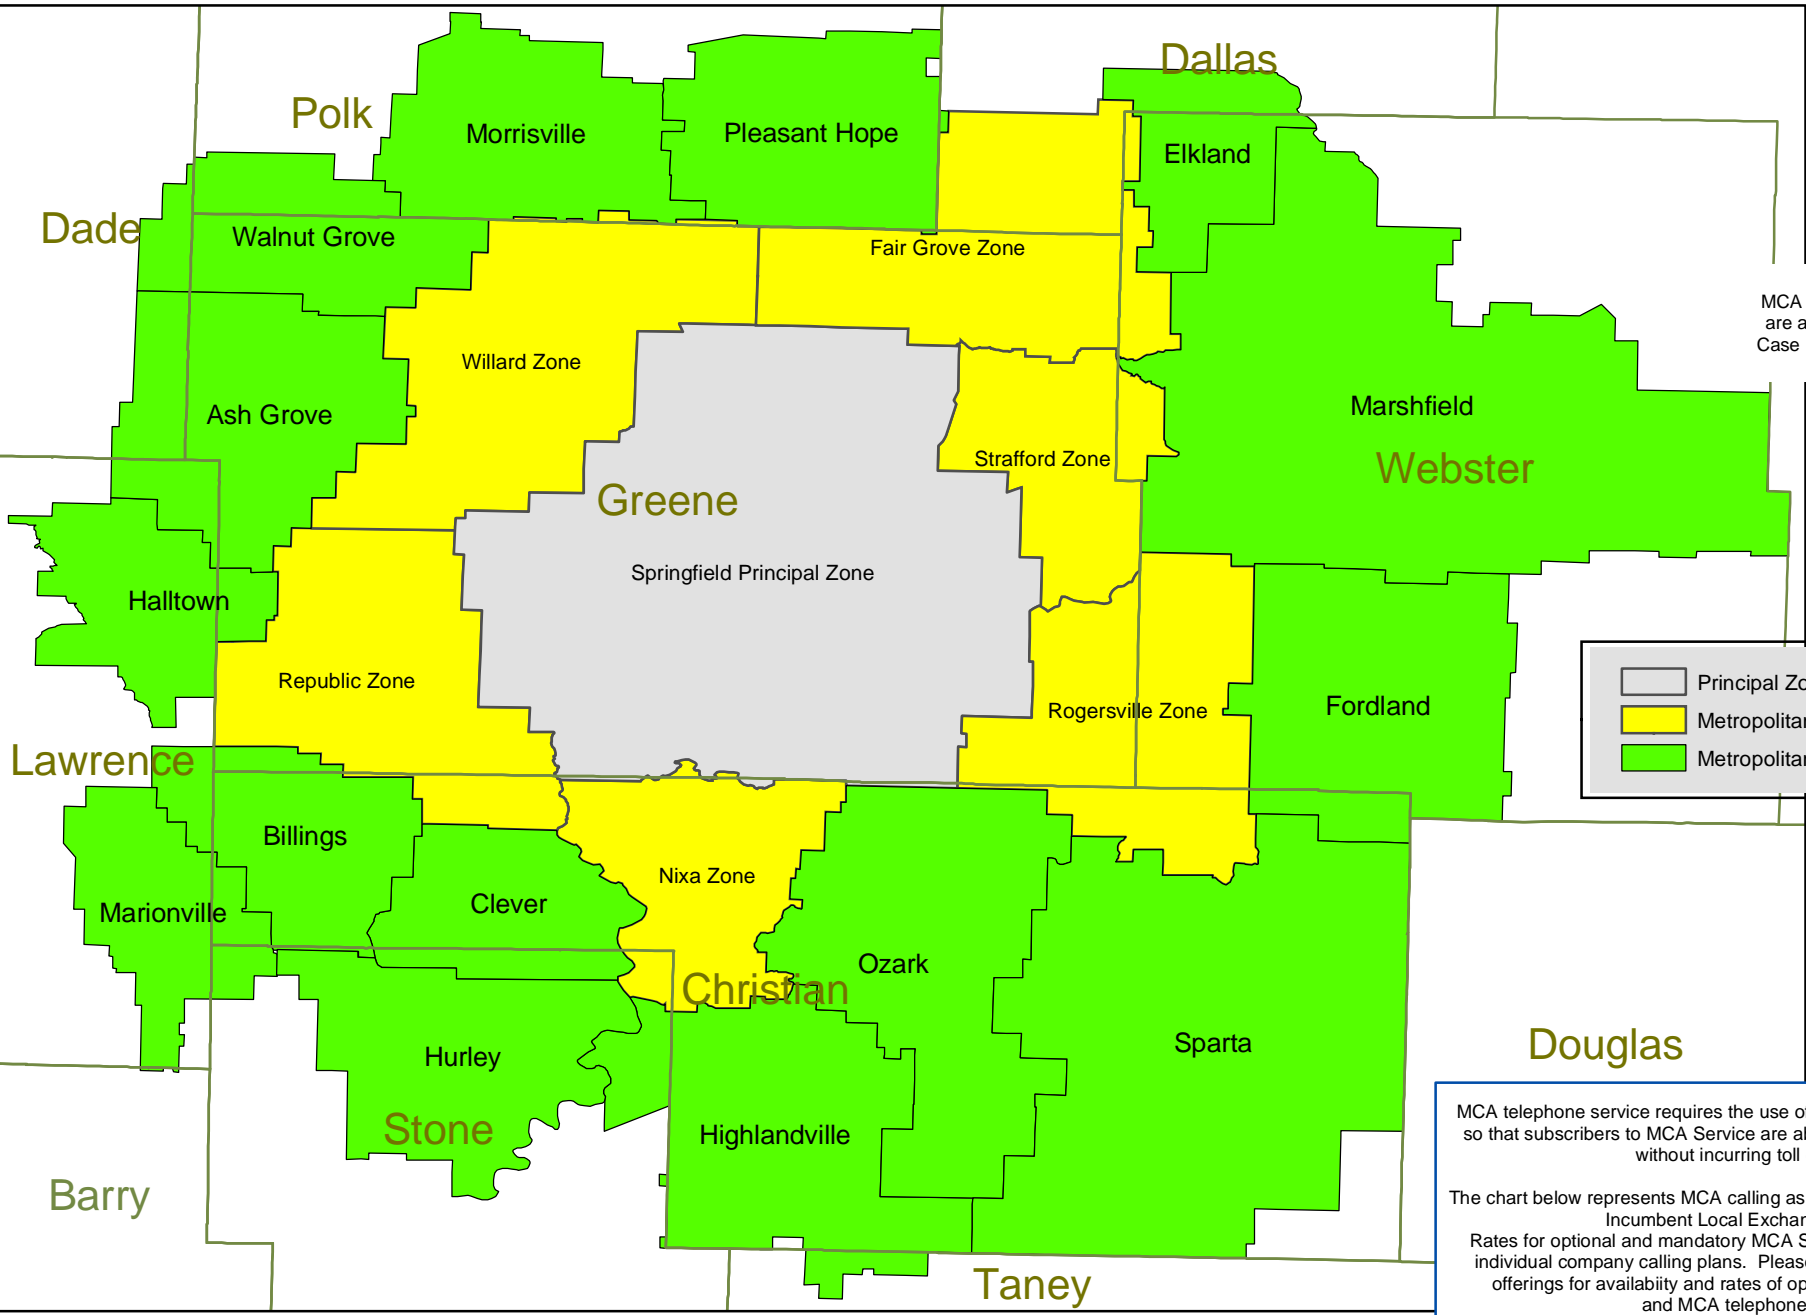 Dallas
Polk
Morrisville
Pleasant Hope
Elkland
Dade
Walnut Grove
Fair Grove Zone
MCA
are a
Case
Willard Zone
Ash Grove
Marshfield
Strafford Zone
Webster
Greene
Springfield Principal Zone
Halltown
Republic Zone
Rogersville Zone
Fordland
Principal Zo
Metropolitan
Metropolitan
Lawrence
Billings
Nixa Zone
Clever
Marionville
Ozark
Christian
Sparta
Hurley
Douglas
Stone
Highlandville
Barry
Taney
MCA telephone service requires the use of
so that subscribers to MCA Service are al
without incurring toll
The chart below represents MCA calling as
Incumbent Local Exchan
Rates for optional and mandatory MCA S
individual company calling plans. Please
offerings for availabiity and rates of op
and MCA telephone